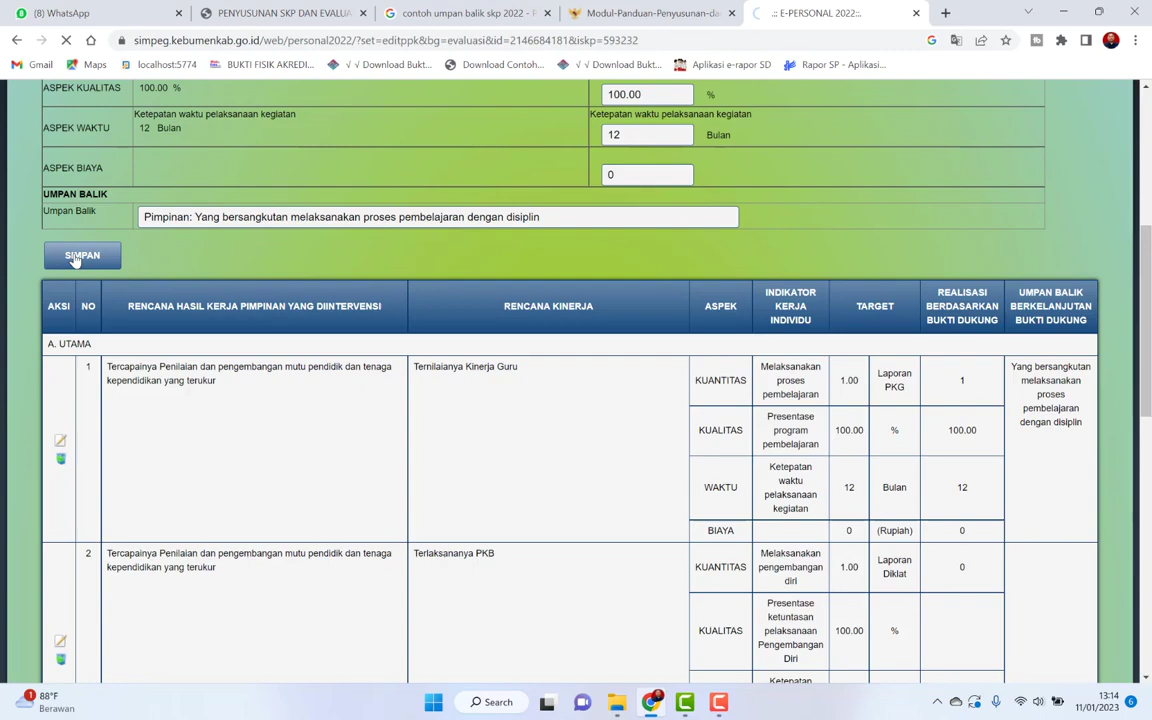 (8) WhatsApp
PENYUSUNAN SKP DAN EVALUA
contoh umpan balik skp 2022 -
Modul-Panduan-Penyusunan-da
.:: E-PERSONAL 2022::.
simpeg.kebumenkab.go.id/web/personal2022/?set=editppk&bg=evaluasi&id=2146684181&iskp=593232
Gmail
Maps
localhost:5774
BUKTI FISIK AKREDI...
√ √ Download Bukt...
Download Contoh...
√ √ Download Bukt...
Aplikasi e-rapor SD
Rapor SP - Aplikasi...
ASPEK KUALITAS
100.00 %
100.00
%
Ketepatan waktu pelaksanaan kegiatan
Ketepatan waktu pelaksanaan kegiatan
ASPEK WAKTU
12 Bulan
12
Bulan
ASPEK BIAYA
0
UMPAN BALIK
Umpan Balik
Pimpinan: Yang bersangkutan melaksanakan proses pembelajaran dengan disiplin
SIMPAN
AKSI
NO
RENCANA HASIL KERJA PIMPINAN YANG DIINTERVENSI
RENCANA KINERJA
ASPEK
INDIKATOR
KERJA
INDIVIDU
TARGET
REALISASI
BERDASARKAN
BUKTI DUKUNG
UMPAN BALIK
BERKELANJUTAN
BUKTI DUKUNG
A. UTAMA
1
Tercapainya Penilaian dan pengembangan mutu pendidik dan tenaga
kependidikan yang terukur
Ternilaianya Kinerja Guru
KUANTITAS
Melaksanakan
proses
pembelajaran
1.00
Laporan
PKG
1
Yang bersangkutan
melaksanakan
proses
pembelajaran
dengan disiplin
KUALITAS
Presentase
program
pembelajaran
100.00
%
100.00
WAKTU
Ketepatan
waktu
pelaksanaan
kegiatan
12
Bulan
12
BIAYA
0
(Rupiah)
0
2
Tercapainya Penilaian dan pengembangan mutu pendidik dan tenaga
kependidikan yang terukur
Terlaksananya PKB
KUANTITAS
Melaksanakan
pengembangan
diri
1.00
Laporan
Diklat
0
KUALITAS
Presentase
ketuntasan
pelaksanaan
Pengembangan
Diri
100.00
%
Ketepatan
1
88°F
Berawan
Search
13:14
11/01/2023
6